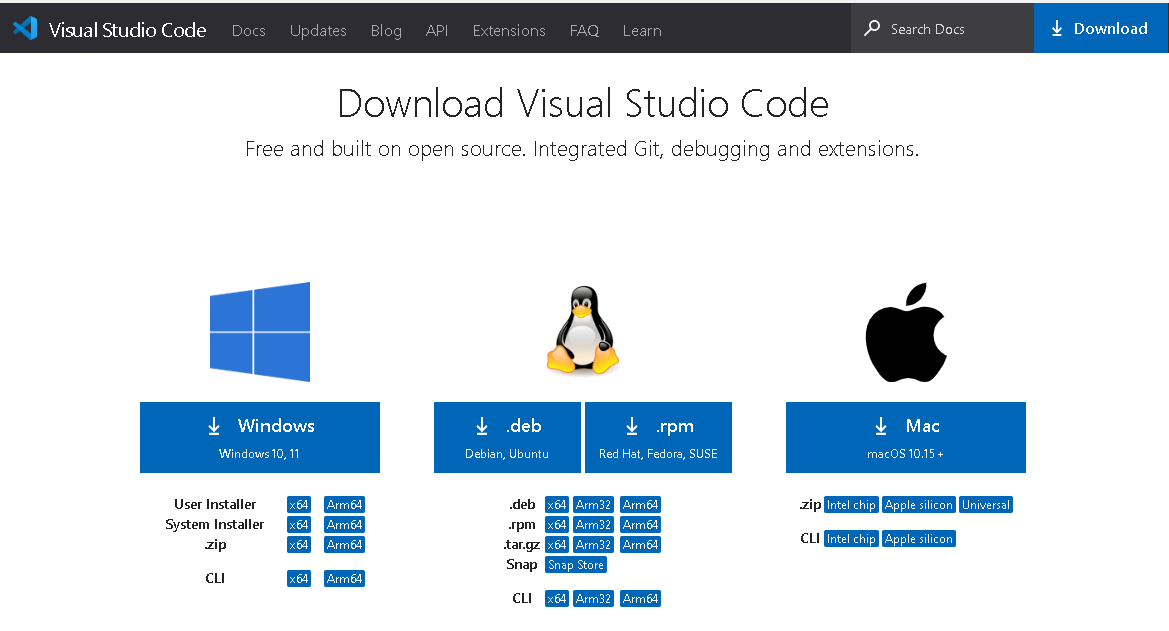 Visual Studio Code Docs Updates Blog API Extensions FAQ Learn Search Docs Download
Download Visual Studio Code
Free and built on open source. Integrated Git, debugging and extensions.
Windows
Windows 10, 11
User Installer x64 Arm64
System Installer x64 Arm64
.zip x64 Arm64
CLI x64 Arm64
.deb
Debian, Ubuntu
.rpm
Red Hat, Fedora, SUSE
.deb x64 Arm32 Arm64
.rpm x64 Arm32 Arm64
.tar.gz x64 Arm32 Arm64
Snap Snap Store
CLI x64 Arm32 Arm64
Mac
macOS 10.15+
.zip Intel chip Apple silicon Universal
CLI Intel chip Apple silicon